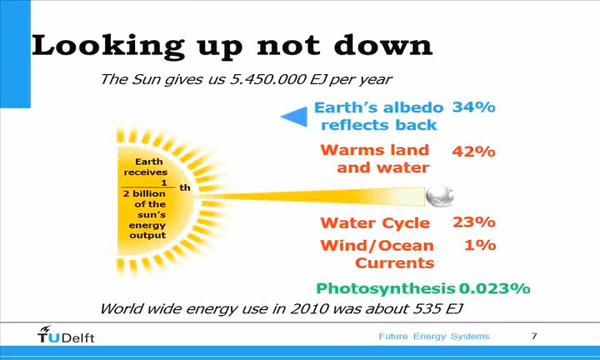 Looking up not down
The Sun gives us 5.450.000 EJ per year
Earth's albedo 34%
reflects back
Warms land 42%
and water
Earth
receives
1
th
2 billion
of the
sun's
energy
output
Water Cycle 23%
Wind/Ocean 1%
Currents
Photosynthesis 0.023%
World wide energy use in 2010 was about 535 EJ
TUDelft
Future Energy Systems 7